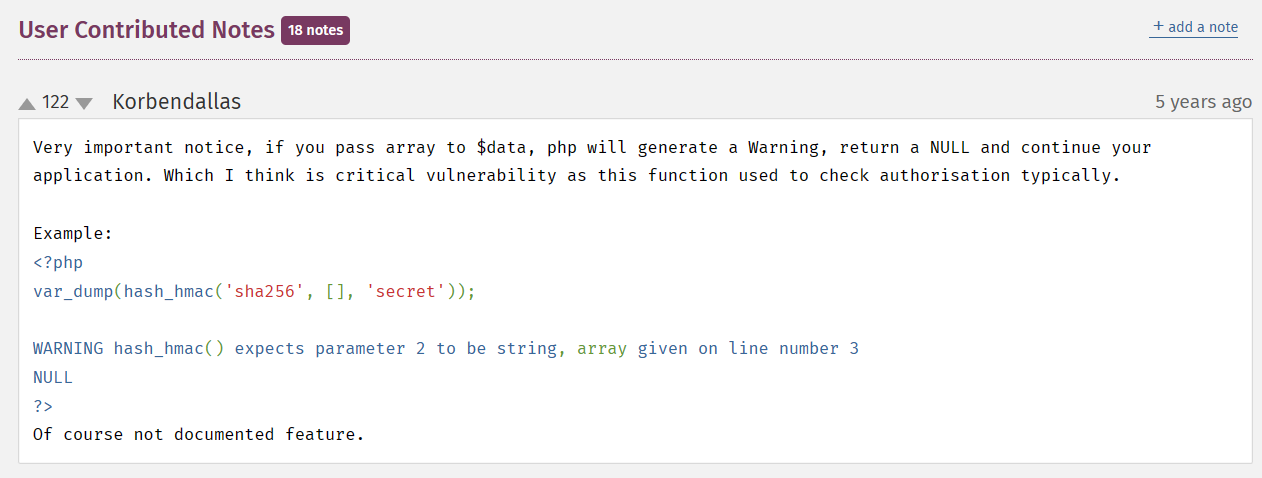 User Contributed Notes 18 notes
+ add a note
122 Korbendallas
5 years ago
Very important notice, if you pass array to $data, php will generate a Warning, return a NULL and continue your
application. Which I think is critical vulnerability as this function used to check authorisation typically.
Example:
<?php
var_dump(hash_hmac('sha256', [], 'secret'));
WARNING hash_hmac() expects parameter 2 to be string, array given on line number 3
NULL
?>
Of course not documented feature.